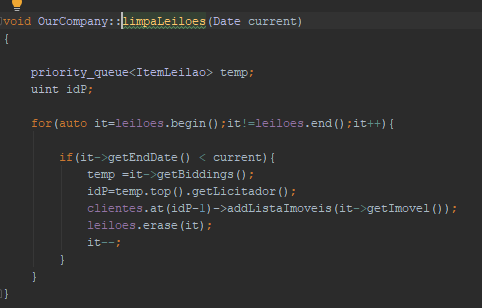 void OurCompany::limpaLeiloes(Date current)
{
priority_queue<ItemLeilao> temp;
uint idP;
for(auto it=leiloes.begin();it!=leiloes.end();it++){
if(it->getEndDate() < current){
temp =it->getBiddings();
idP=temp.top().getLicitador();
clientes.at(idP-1)->addListaImoveis(it->getImovel());
leiloes.erase(it);
it--;
}
}
}